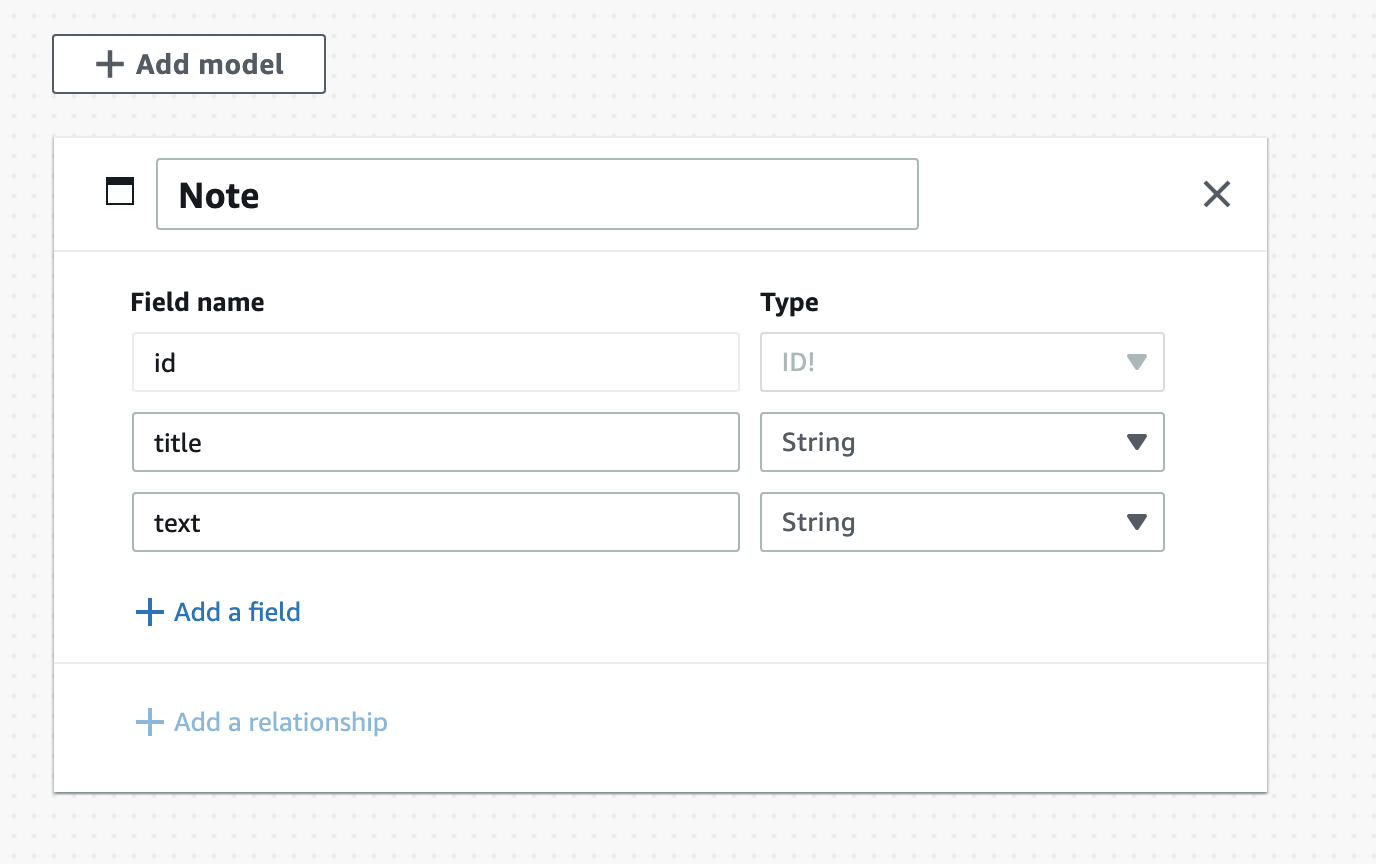 Add model
Note
Field name Type
id ID!
title String
text String
Add a field
Add a relationship